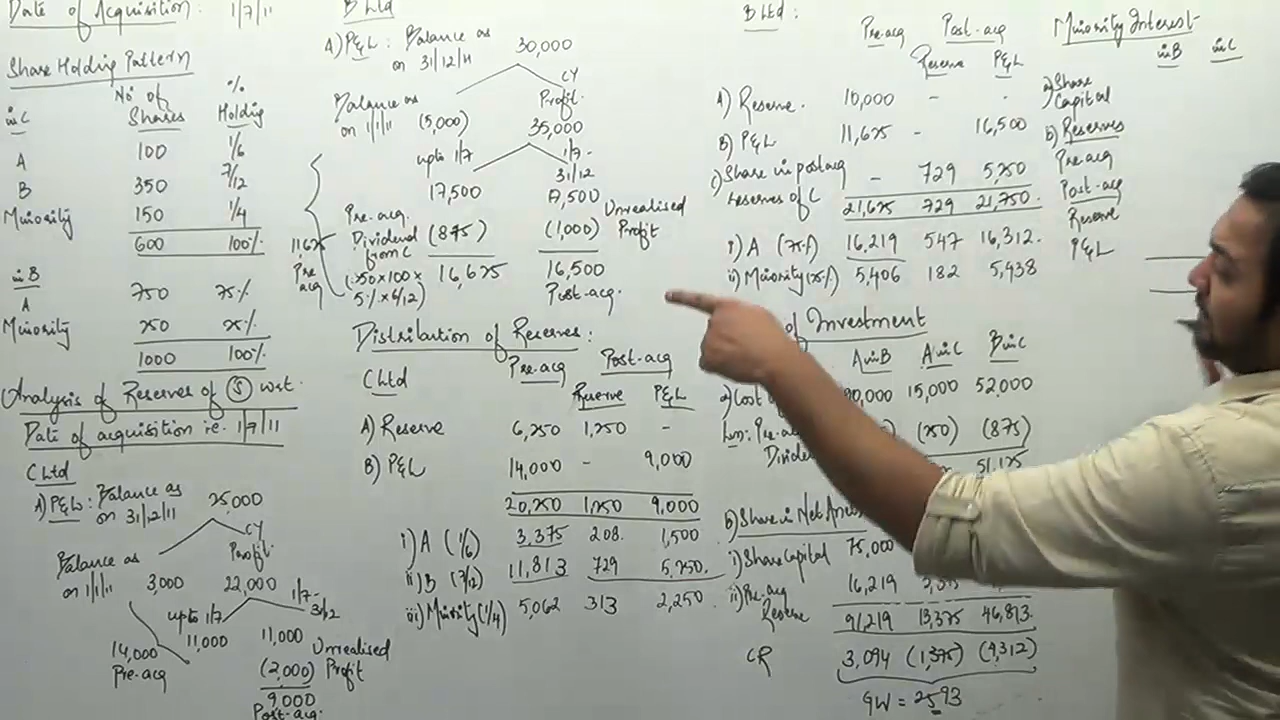 Date of Acquisition : 1/7/11
Share Holding Pattern
No of Shares % Holding
in C
A 100 1/6
B 350 7/12
Minority 150 1/4
600 100%
in B
A 750 75%
Minority 250 25%
1000 100%
Analysis of Reserves of S w.r.t.
Date of acquisition i.e. 1/7/11
C Ltd
A) P&L: Balance as 25,000
on 31/12/11
CY Profit.
Balance as
on 1/1/11 3,000 22,000
upto 1/7 1/7-31/12
11,000 11,000
14,000 Unrealised
Pre-acq (2,000) Profit
9,000
Post-acq.
B Ltd
A) P&L: Balance as 30,000
on 31/12/11
CY Profit.
Balance as
on 1/1/11 (5,000) 35,000
upto 1/7 1/7-31/12
17,500 17,500
Pre-acq. Unrealised
Dividend (875) (1,000) Profit
from C
16,625 16,500
(350×100×
5%×6/12) Post-acq.
11,625
Pre acq
Distribution of Reserves:
C Ltd Pre-acq Post-acq
Reserve P&L
A) Reserve 6,250 1,250 -
B) P&L 14,000 - 9,000
20,250 1,250 9,000
i) A (1/6) 3,375 208. 1,500
ii) B (7/12) 11,813 729 5,250.
iii) Minority (1/4) 5,062 313 2,250
B Ltd:
Pre-acq Post-acq
Reserve P&L
A) Reserve. 10,000 - -
B) P&L 11,625 - 16,500
c) Share in post acq
reserves of C - 729 5,250
21,625 729 21,750.
i) A (75%) 16,219 547 16,312.
ii) Minority (25%) 5,406 182 5,438
of Investment
A in B A in C B in C
a) Cost 15,000 52,000
Less: Pre-acq (250) (875)
Dividend 51,125
b) Share in Net Assets
i) Share Capital 75,000
ii) Pre-acq 16,219
Reserve
91,219 13,375 46,813.
CR 3,094 (1,375) (4,312)
GW = 2593
Minority Interest
in B in C
a) Share
Capital
b) Reserves
Pre acq
Post-acq
Reserve
P&L